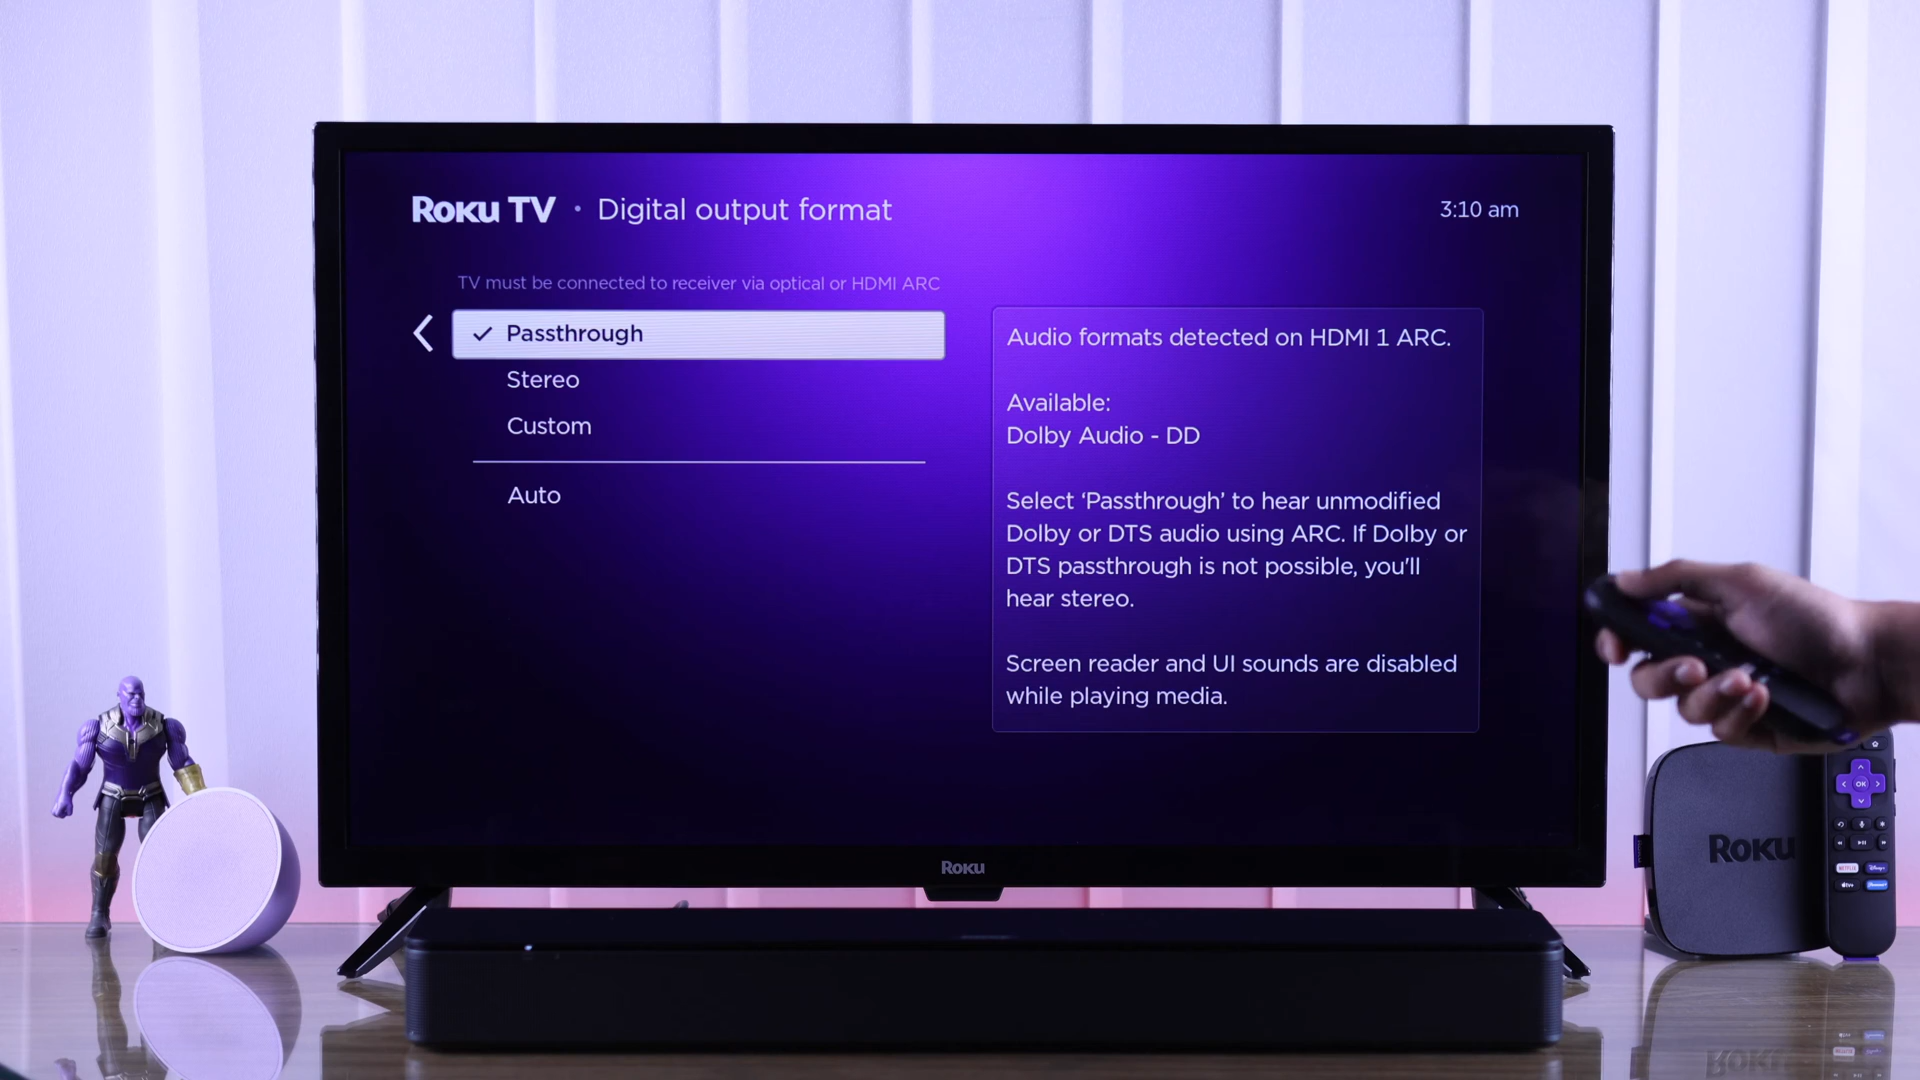 Roku TV • Digital output format
3:10 am
TV must be connected to receiver via optical or HDMI ARC
Passthrough
Stereo
Custom
Auto
Audio formats detected on HDMI 1 ARC.
Available:
Dolby Audio - DD
Select ‘Passthrough’ to hear unmodified
Dolby or DTS audio using ARC. If Dolby or
DTS passthrough is not possible, you'll
hear stereo.
Screen reader and UI sounds are disabled
while playing media.
Roku
Roku
OK
NETFLIX
Disney+